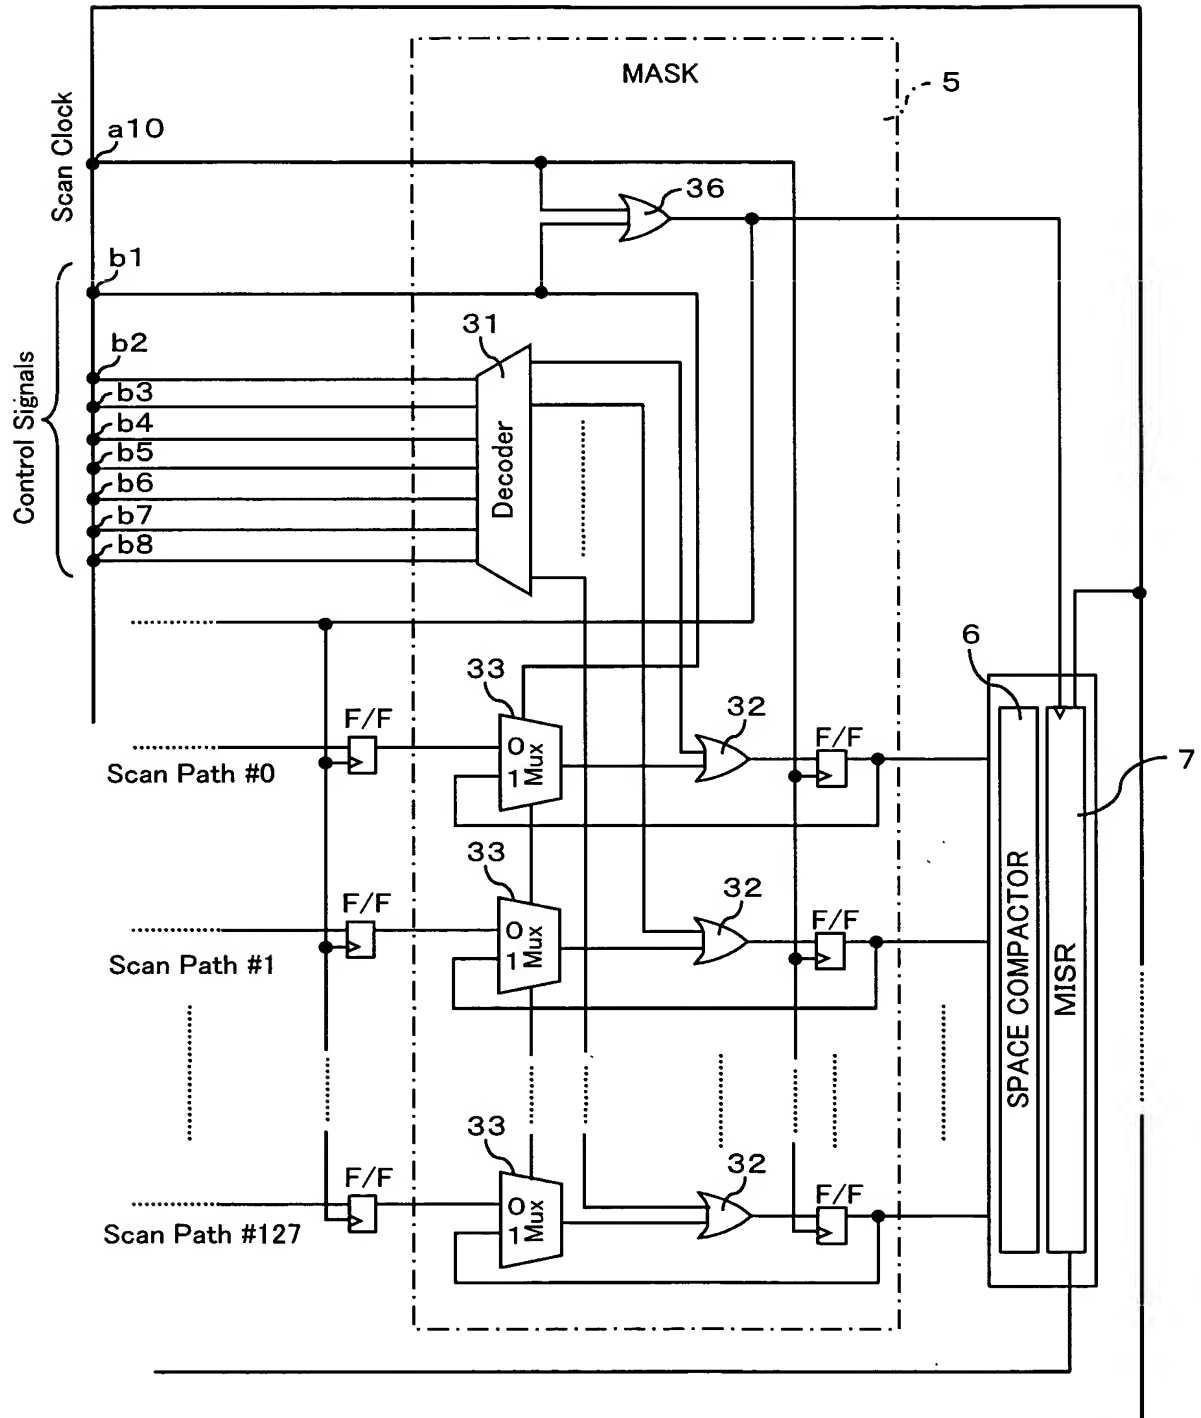 MASK
5
Scan Clock
a10
36
b1
Control Signals
31
b2
b3
b4
b5
b6
b7
b8
Decoder
33
6
F/F
0
1
Mux
32
F/F
Scan Path #0
7
33
F/F
0
1
Mux
32
F/F
Scan Path #1
SPACE COMPACTOR
MISR
33
F/F
0
1
Mux
32
F/F
Scan Path #127